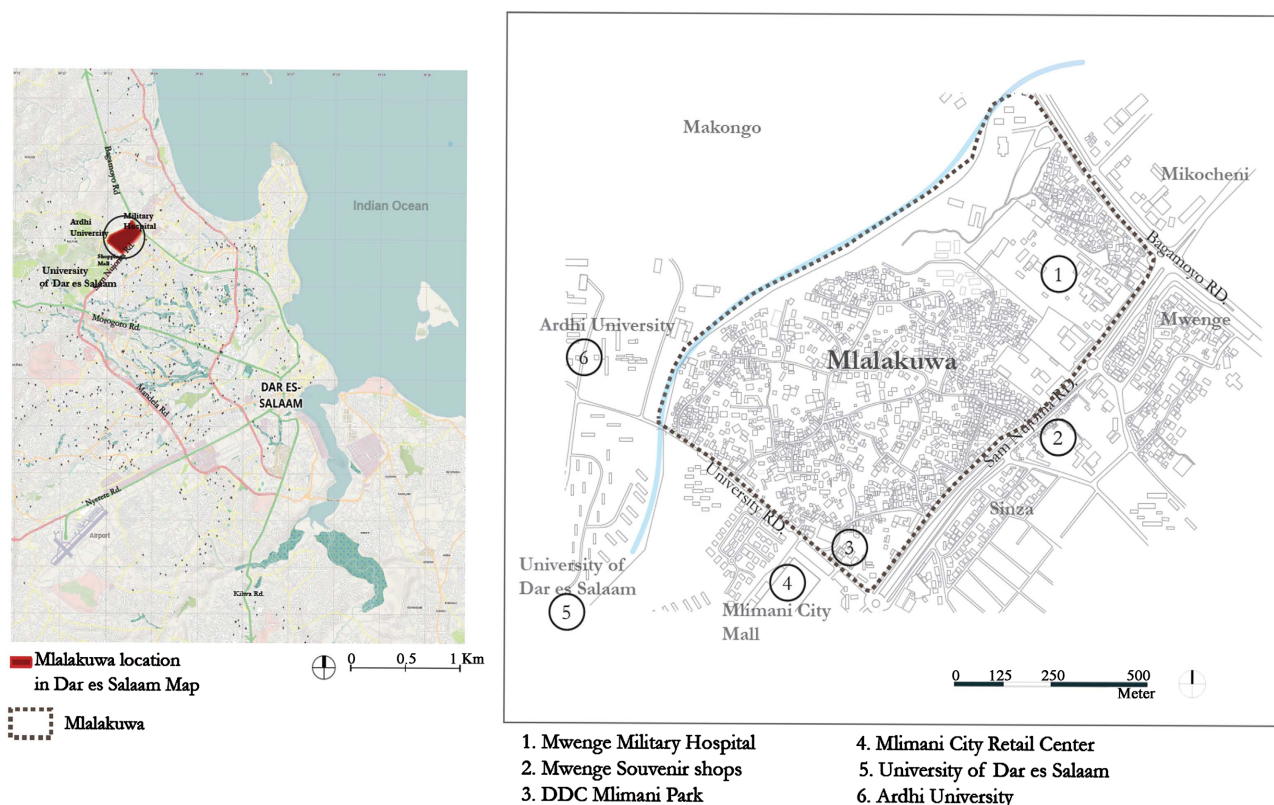 Bagamoyo Rd
Military
Hospital
Ardhi
University
Shopping
Mall
Sam Nujoma Rd.
University
of Dar es Salaam
Morogoro Rd.
Mandela Rd
Nyerere Rd.
Airport
Kilwa Rd.
DAR ES-
SALAAM
Indian Ocean
Mlalakuwa location
in Dar es Salaam Map
0 0,5 1 Km
Mlalakuwa
Makongo
Mikocheni
Bagamoyo RD.
Mwenge
1
Ardhi University
6
Mlalakuwa
Sam Nujoma RD
2
Sinza
University RD.
3
4
University of
Dar es Salaam
5
Mlimani City
Mall
0 125 250 500
Meter
1. Mwenge Military Hospital
2. Mwenge Souvenir shops
3. DDC Mlimani Park
4. Mlimani City Retail Center
5. University of Dar es Salaam
6. Ardhi University